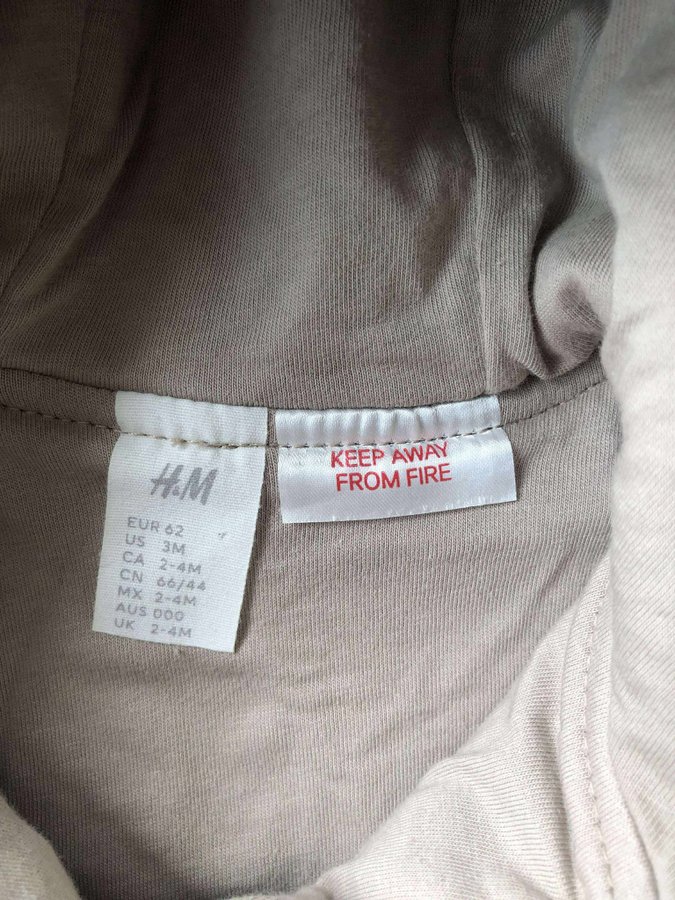 H&M
EUR 62
US 3M
CA 2-4M
CN 66/44
MX 2-4M
AUS 000
UK 2-4M
KEEP AWAY
FROM FIRE